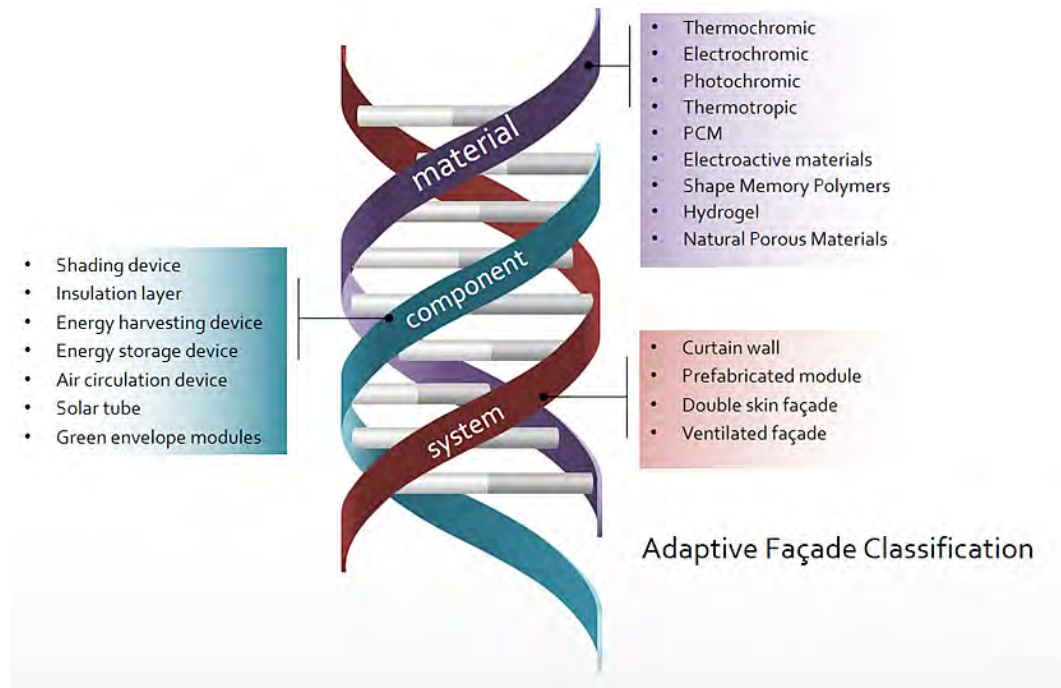 • Thermochromic
• Electrochromic
• Photochromic
• Thermotropic
• PCM
• Electroactive materials
• Shape Memory Polymers
• Hydrogel
• Natural Porous Materials
material
component
system
• Shading device
• Insulation layer
• Energy harvesting device
• Energy storage device
• Air circulation device
• Solar tube
• Green envelope modules
• Curtain wall
• Prefabricated module
• Double skin façade
• Ventilated façade
Adaptive Façade Classification